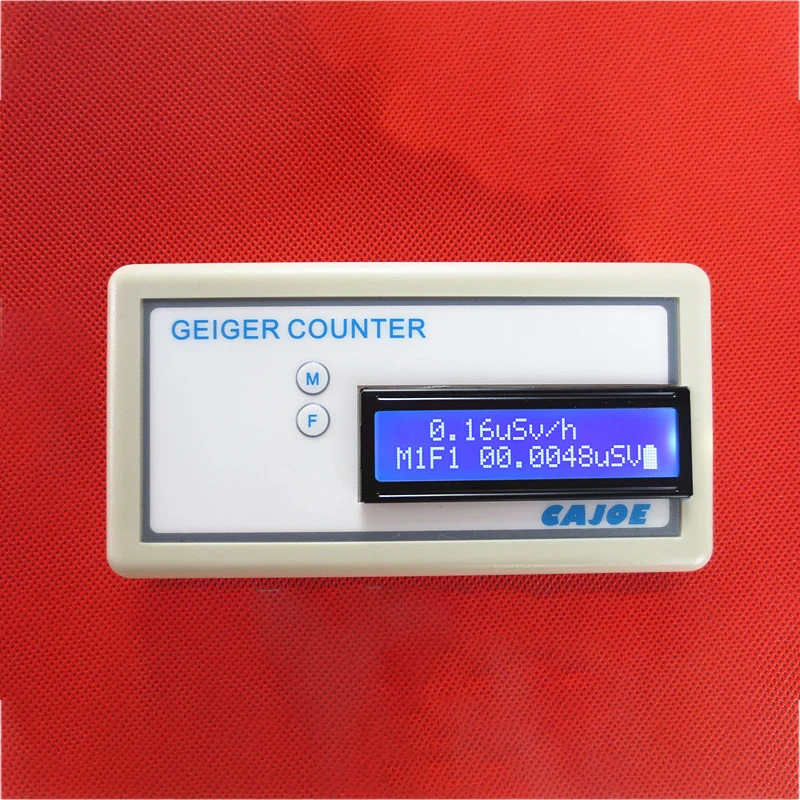 GEIGER COUNTER
M
F
0.16uSv/h
M1F1 00.0048uSV
CAJOE